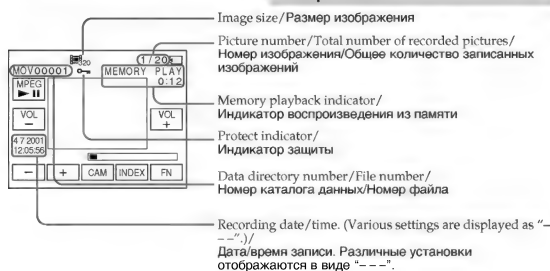 Image size/Размер изображения
Picture number/Total number of recorded pictures/
Номер изображения/Общее количество записанных
изображений
320
1/20
MOV00001
MEMORY PLAY
0:12
MPEG
Memory playback indicator/
Индикатор воспроизведения из памяти
VOL
−
VOL
+
Protect indicator/
Индикатор защиты
4 7 2001
12:05:56
− + CAM INDEX FN
Data directory number/File number/
Номер каталога данных/Номер файла
Recording date/time. (Various settings are displayed as “–
– –”.)/
Дата/время записи. Различные установки
отображаются в виде “– – –”.